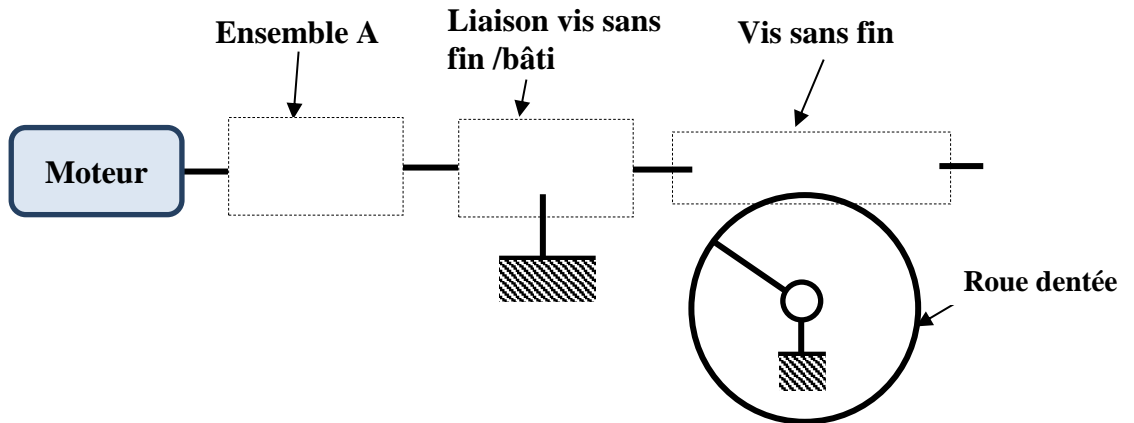 Ensemble A
Liaison vis sans
fin /bâti
Vis sans fin
Moteur
Roue dentée